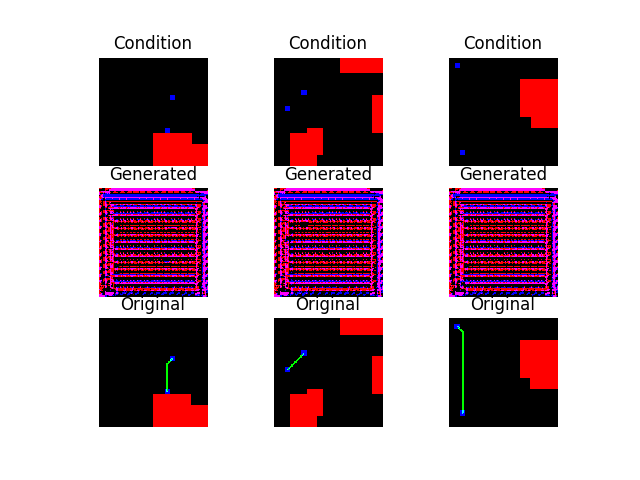 Condition Condition Condition
Generated Generated Generated
Original Original Original